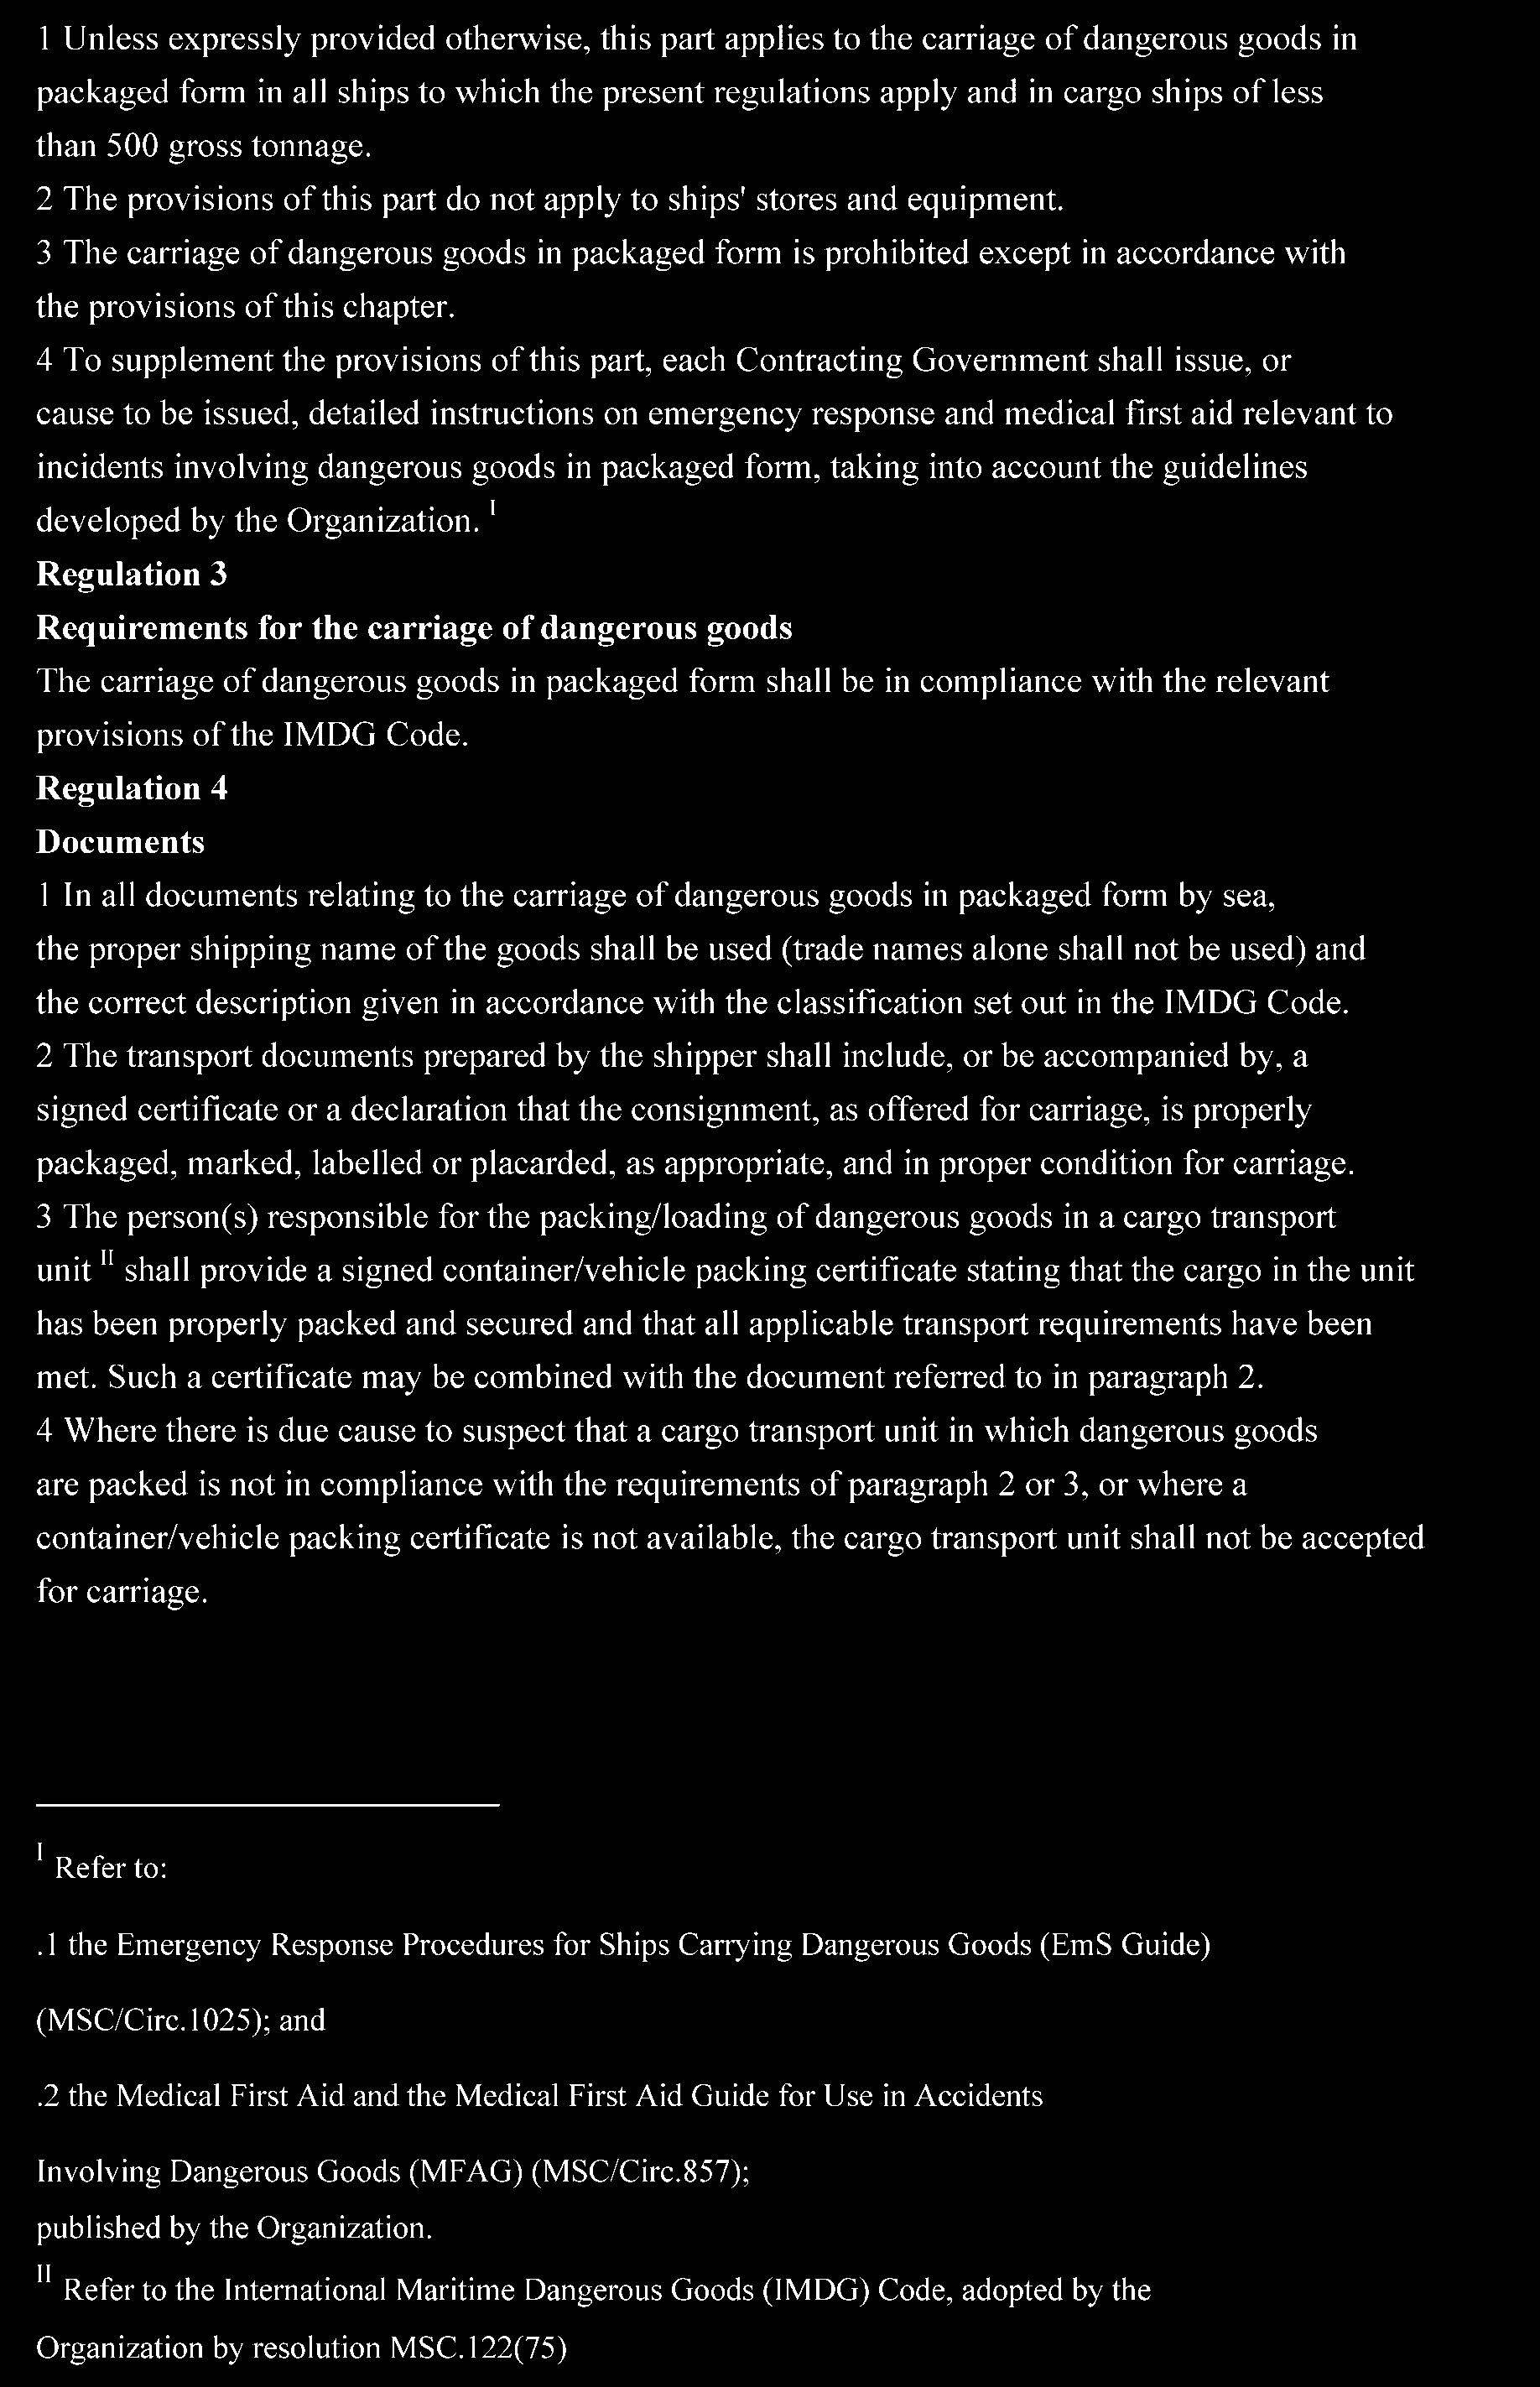 1 Unless expressly provided otherwise, this part applies to the carriage of dangerous goods in
packaged form in all ships to which the present regulations apply and in cargo ships of less
than 500 gross tonnage.
2 The provisions of this part do not apply to ships' stores and equipment.
3 The carriage of dangerous goods in packaged form is prohibited except in accordance with
the provisions of this chapter.
4 To supplement the provisions of this part, each Contracting Government shall issue, or
cause to be issued, detailed instructions on emergency response and medical first aid relevant to
incidents involving dangerous goods in packaged form, taking into account the guidelines
developed by the Organization. I
Regulation 3
Requirements for the carriage of dangerous goods
The carriage of dangerous goods in packaged form shall be in compliance with the relevant
provisions of the IMDG Code.
Regulation 4
Documents
1 In all documents relating to the carriage of dangerous goods in packaged form by sea,
the proper shipping name of the goods shall be used (trade names alone shall not be used) and
the correct description given in accordance with the classification set out in the IMDG Code.
2 The transport documents prepared by the shipper shall include, or be accompanied by, a
signed certificate or a declaration that the consignment, as offered for carriage, is properly
packaged, marked, labelled or placarded, as appropriate, and in proper condition for carriage.
3 The person(s) responsible for the packing/loading of dangerous goods in a cargo transport
unit II shall provide a signed container/vehicle packing certificate stating that the cargo in the unit
has been properly packed and secured and that all applicable transport requirements have been
met. Such a certificate may be combined with the document referred to in paragraph 2.
4 Where there is due cause to suspect that a cargo transport unit in which dangerous goods
are packed is not in compliance with the requirements of paragraph 2 or 3, or where a
container/vehicle packing certificate is not available, the cargo transport unit shall not be accepted
for carriage.
I Refer to:
.1 the Emergency Response Procedures for Ships Carrying Dangerous Goods (EmS Guide)
(MSC/Circ.1025); and
.2 the Medical First Aid and the Medical First Aid Guide for Use in Accidents
Involving Dangerous Goods (MFAG) (MSC/Circ.857);
published by the Organization.
II Refer to the International Maritime Dangerous Goods (IMDG) Code, adopted by the
Organization by resolution MSC.122(75)